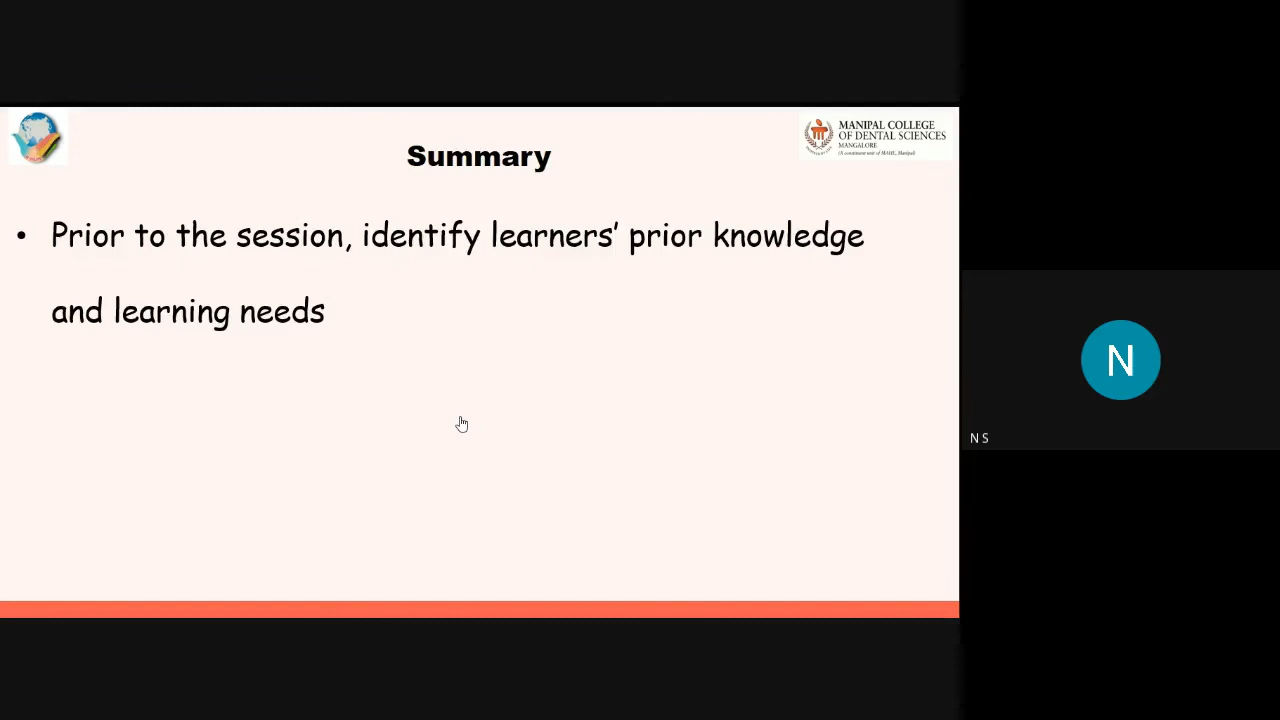 MANIPAL COLLEGE
OF DENTAL SCIENCES
MANGALORE
(A constituent unit of MAHE, Manipal)
Summary
• Prior to the session, identify learners’ prior knowledge
and learning needs
N
N S